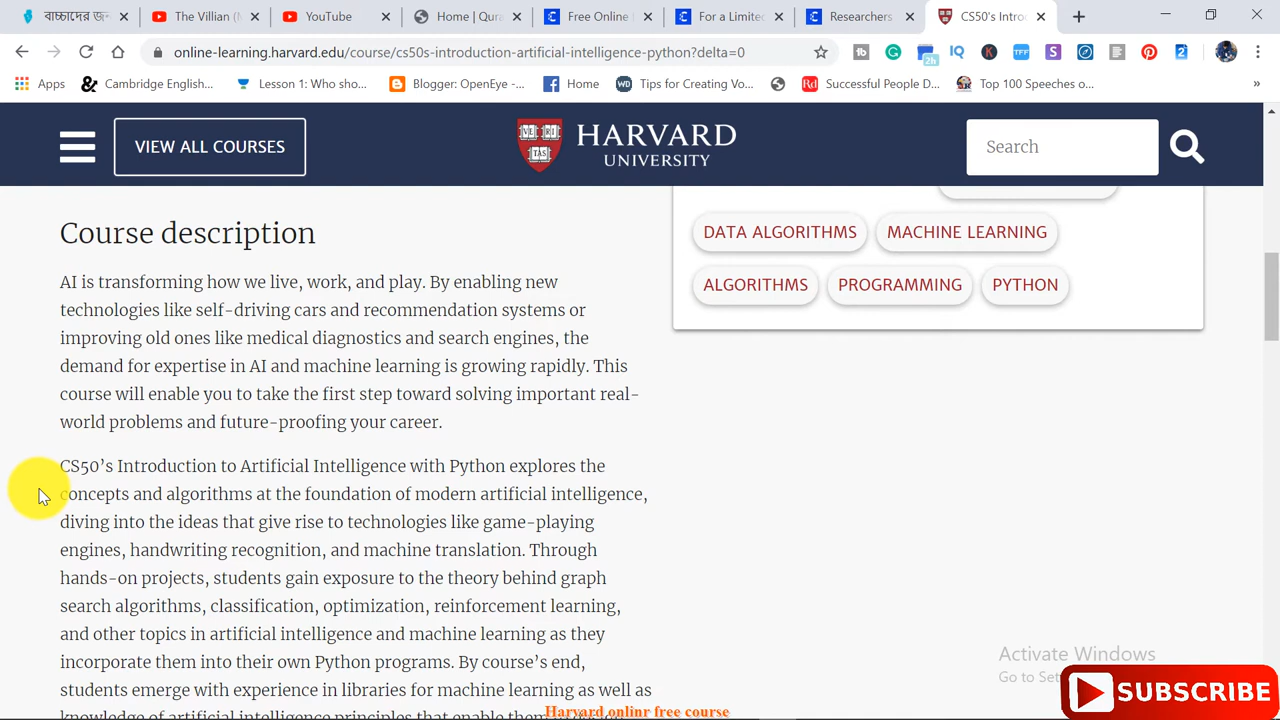 বাচ্চাদের জন
The Villian (
YouTube
Home | Qura
Free Online
For a Limite
Researchers
CS50's Intro
online-learning.harvard.edu/course/cs50s-introduction-artificial-intelligence-python?delta=0
Apps
Cambridge English...
Lesson 1: Who sh...
Blogger: OpenEye -...
Home
Tips for Creating Vo...
Successful People D...
Top 100 Speeches o...
VIEW ALL COURSES
HARVARD
UNIVERSITY
Search
Course description
AI is transforming how we live, work, and play. By enabling new
technologies like self-driving cars and recommendation systems or
improving old ones like medical diagnostics and search engines, the
demand for expertise in AI and machine learning is growing rapidly. This
course will enable you to take the first step toward solving important real-
world problems and future-proofing your career.
CS50's Introduction to Artificial Intelligence with Python explores the
concepts and algorithms at the foundation of modern artificial intelligence,
diving into the ideas that give rise to technologies like game-playing
engines, handwriting recognition, and machine translation. Through
hands-on projects, students gain exposure to the theory behind graph
search algorithms, classification, optimization, reinforcement learning,
and other topics in artificial intelligence and machine learning as they
incorporate them into their own Python programs. By course's end,
students emerge with experience in libraries for machine learning as well as
knowledge of artificial intelligence principles that enable them
DATA ALGORITHMS
MACHINE LEARNING
ALGORITHMS
PROGRAMMING
PYTHON
Activate Windows
Go to Set
SUBSCRIBE
Harvard onlinr free course